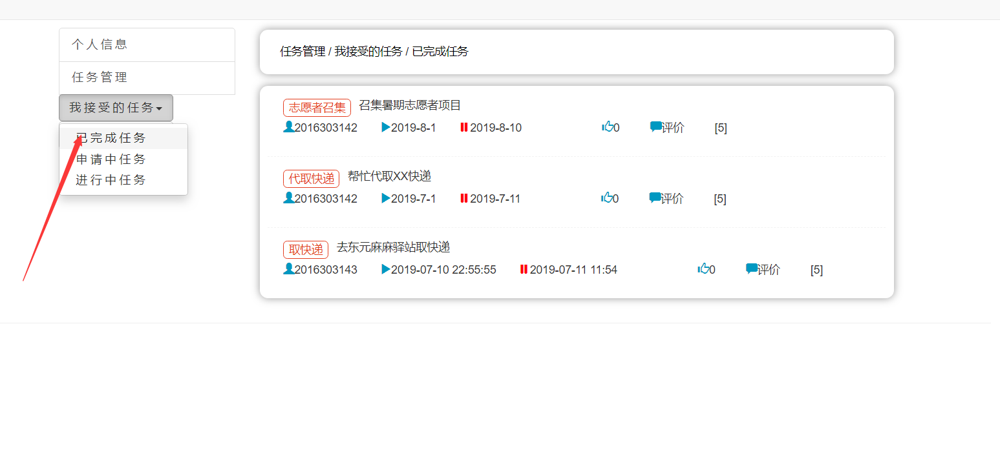 个人信息
任务管理
我接受的任务
已完成任务
申请中任务
进行中任务
任务管理 / 我接受的任务 / 已完成任务
志愿者召集 召集暑期志愿者项目
2016303142 2019-8-1 2019-8-10 0 评价 [5]
代取快递 帮忙代取XX快递
2016303142 2019-7-1 2019-7-11 0 评价 [5]
取快递 去东元麻麻驿站取快递
2016303143 2019-07-10 22:55:55 2019-07-11 11:54 0 评价 [5]